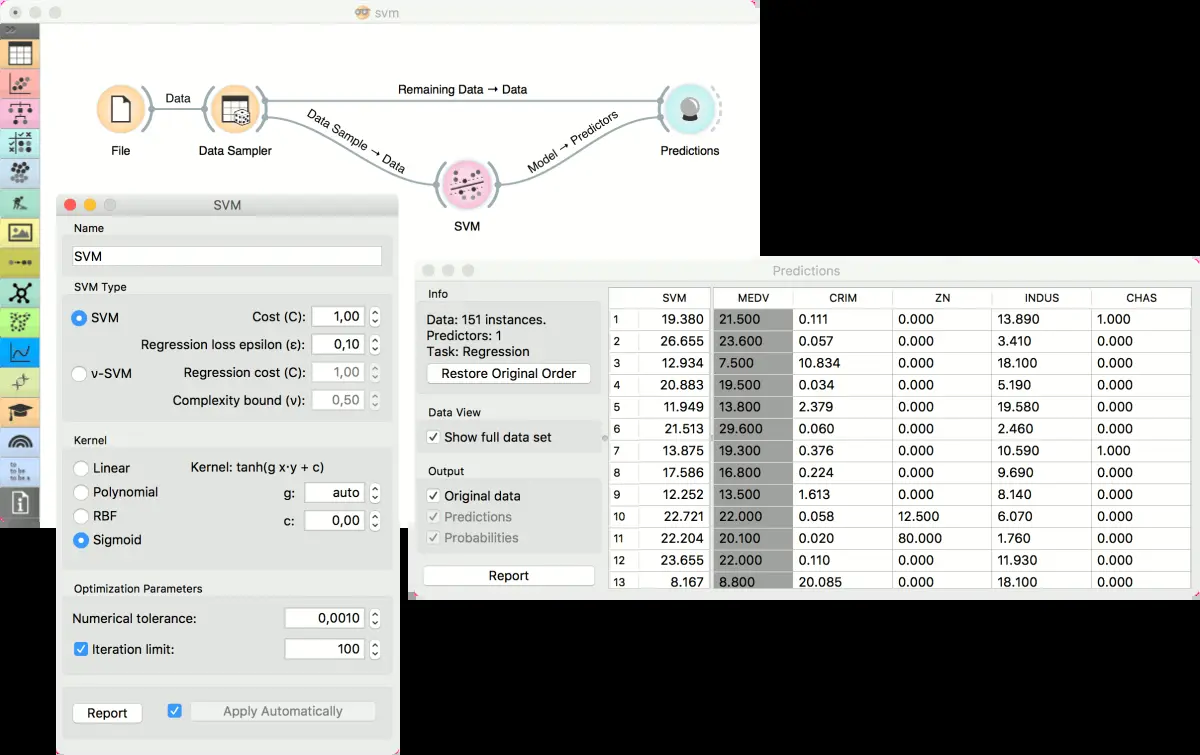 svm
Remaining Data → Data
Data
Data Sample → Data
Model → Predictors
File
Data Sampler
Predictions
SVM
SVM
Name
SVM
SVM Type
SVM
Cost (C): 1,00
Regression loss epsilon (ε): 0,10
ν-SVM
Regression cost (C): 1,00
Complexity bound (ν): 0,50
Kernel
Linear
Kernel: tanh(g x·y + c)
Polynomial
g: auto
RBF
c: 0,00
Sigmoid
Optimization Parameters
Numerical tolerance: 0,0010
Iteration limit: 100
Report
Apply Automatically
Predictions
Info
Data: 151 instances.
Predictors: 1
Task: Regression
Restore Original Order
Data View
Show full data set
Output
Original data
Predictions
Probabilities
Report
SVM MEDV CRIM ZN INDUS CHAS
1 19.380 21.500 0.111 0.000 13.890 1.000
2 26.655 23.600 0.057 0.000 3.410 0.000
3 12.934 7.500 10.834 0.000 18.100 0.000
4 20.883 19.500 0.034 0.000 5.190 0.000
5 11.949 13.800 2.379 0.000 19.580 0.000
6 21.513 29.600 0.060 0.000 2.460 0.000
7 13.875 19.300 0.376 0.000 10.590 1.000
8 17.586 16.800 0.224 0.000 9.690 0.000
9 12.252 13.500 1.613 0.000 8.140 0.000
10 22.721 22.000 0.058 12.500 6.070 0.000
11 22.204 20.100 0.020 80.000 1.760 0.000
12 23.655 22.000 0.110 0.000 11.930 0.000
13 8.167 8.800 20.085 0.000 18.100 0.000